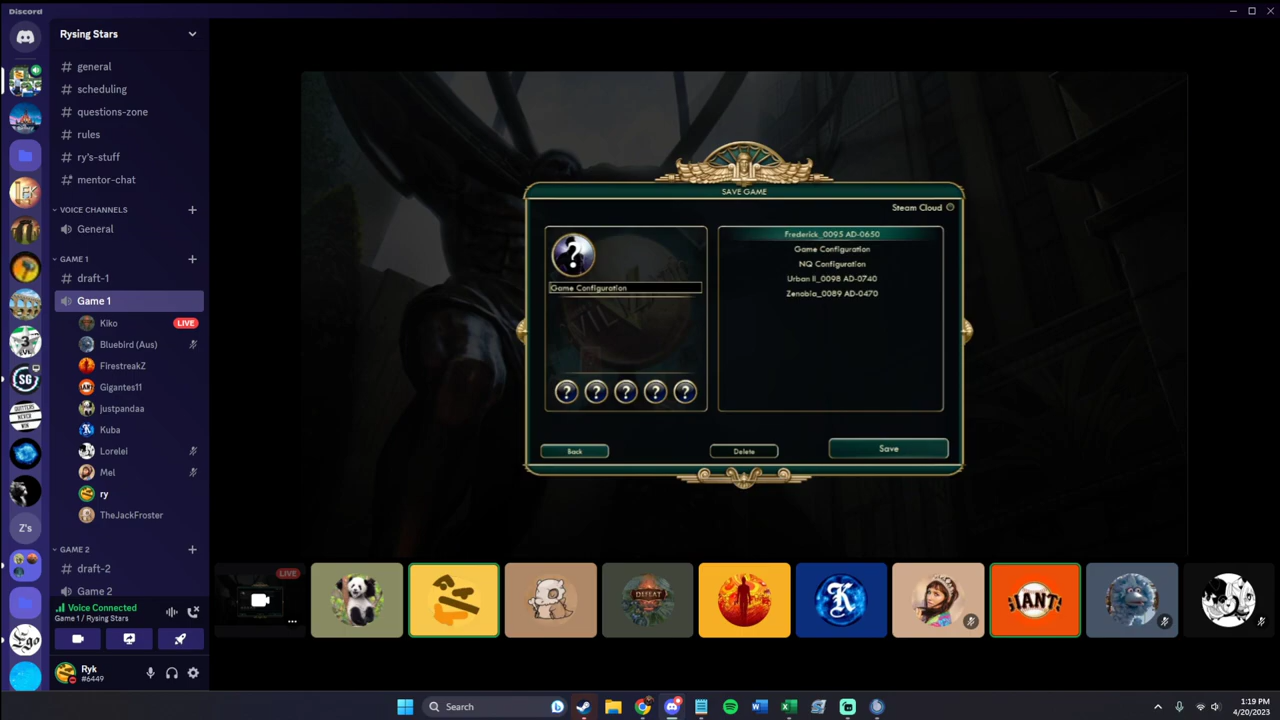 Discord
Rysing Stars
# general
# scheduling
# questions-zone
# rules
# ry's-stuff
# mentor-chat
VOICE CHANNELS
General
GAME 1
# draft-1
Game 1
Kiko LIVE
Bluebird (Aus)
FirestreakZ
Gigantes11
justpandaa
Kuba
Lorelei
Mel
ry
TheJackFroster
GAME 2
# draft-2
Game 2
Voice Connected
Game 1 / Rysing Stars
Ryk
#6449
Z's
SG
SAVE GAME
Steam Cloud
Game Configuration
Frederick_0095 AD-0650
Game Configuration
NQ Configuration
Urban II_0098 AD-0740
Zenobia_0089 AD-0470
Back
Delete
Save
LIVE
DEFEAT
K
GIANTS
Search
1:19 PM
4/20/2023